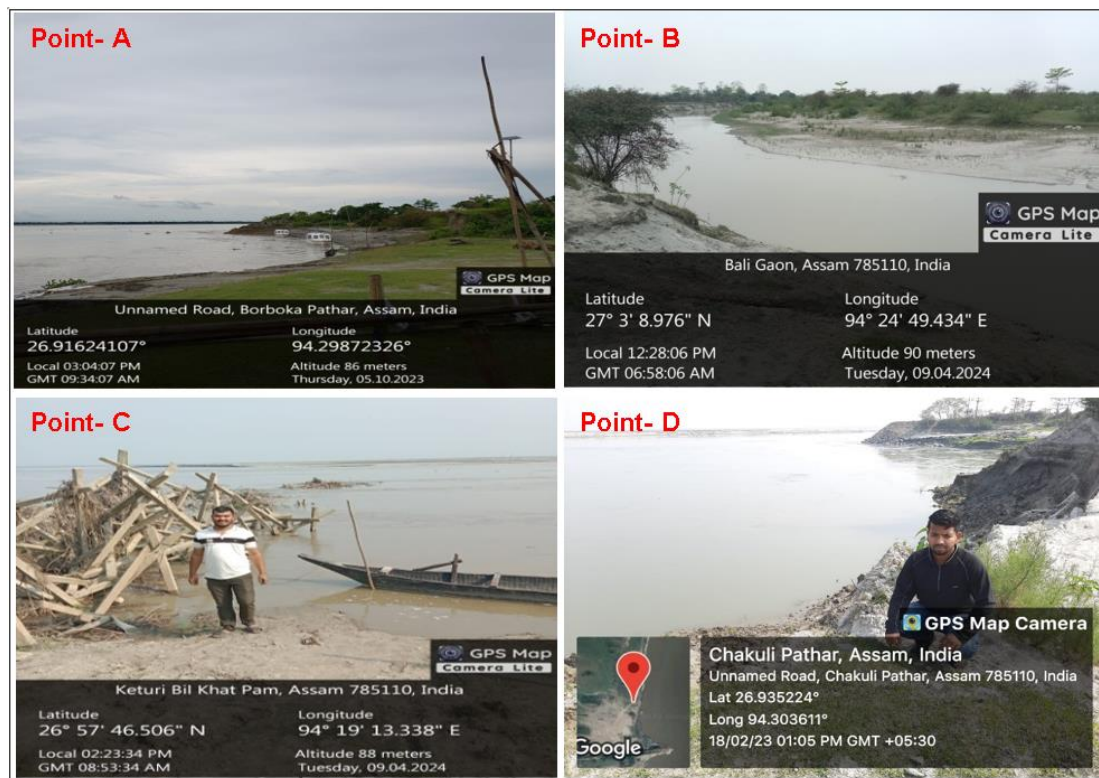 Point- A
GPS Map
Camera Lite
Unnamed Road, Borboka Pathar, Assam, India
Latitude
26.91624107°
Longitude
94.29872326°
Local 03:04:07 PM
GMT 09:34:07 AM
Altitude 86 meters
Thursday, 05.10.2023
Point- B
GPS Map
Camera Lite
Bali Gaon, Assam 785110, India
Latitude
27° 3' 8.976" N
Longitude
94° 24' 49.434" E
Local 12:28:06 PM
GMT 06:58:06 AM
Altitude 90 meters
Tuesday, 09.04.2024
Point- C
GPS Map
Camera Lite
Keturi Bil Khat Pam, Assam 785110, India
Latitude
26° 57' 46.506" N
Longitude
94° 19' 13.338" E
Local 02:23:34 PM
GMT 08:53:34 AM
Altitude 88 meters
Tuesday, 09.04.2024
Point- D
GPS Map Camera
Google
Chakuli Pathar, Assam, India
Unnamed Road, Chakuli Pathar, Assam 785110, India
Lat 26.935224°
Long 94.303611°
18/02/23 01:05 PM GMT +05:30